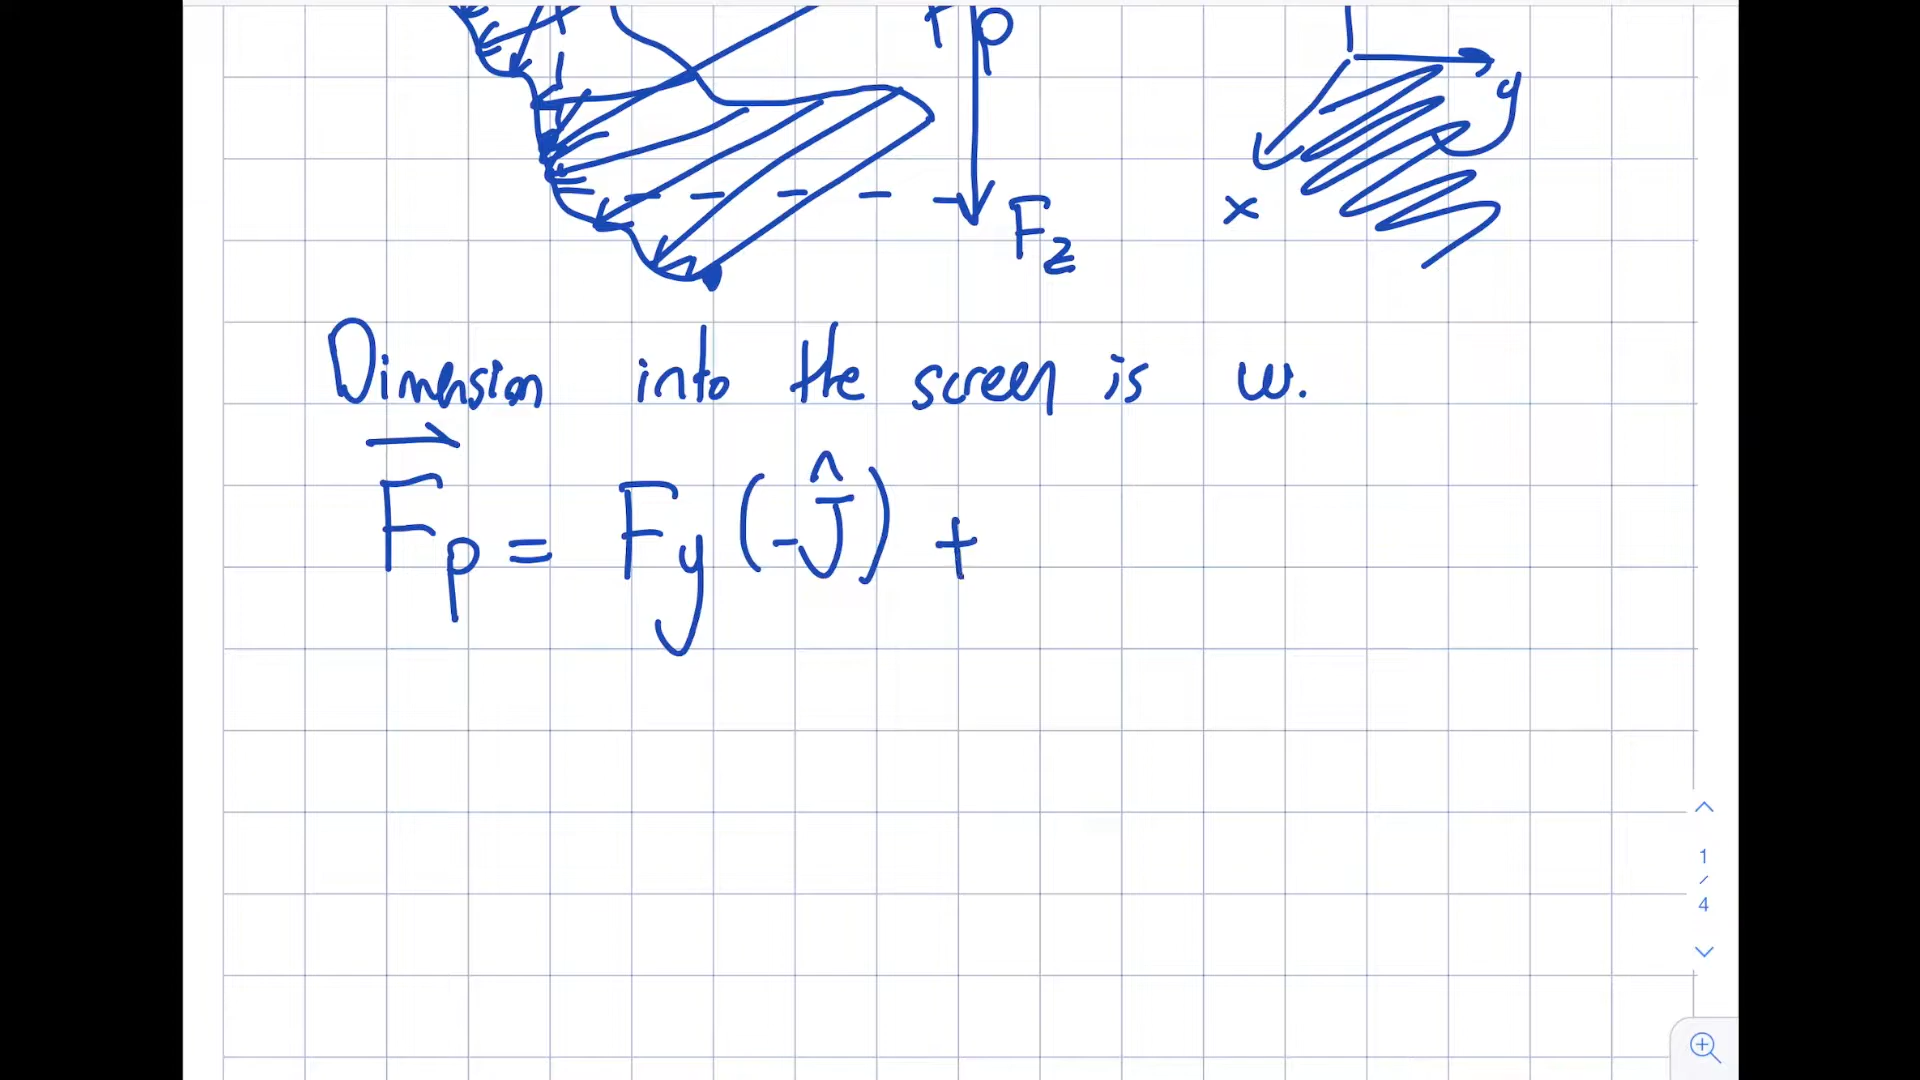 Fp
y
x
Fz
Dimension into the screen is w.
Fp = Fy (-Ĵ) +
1
/
4